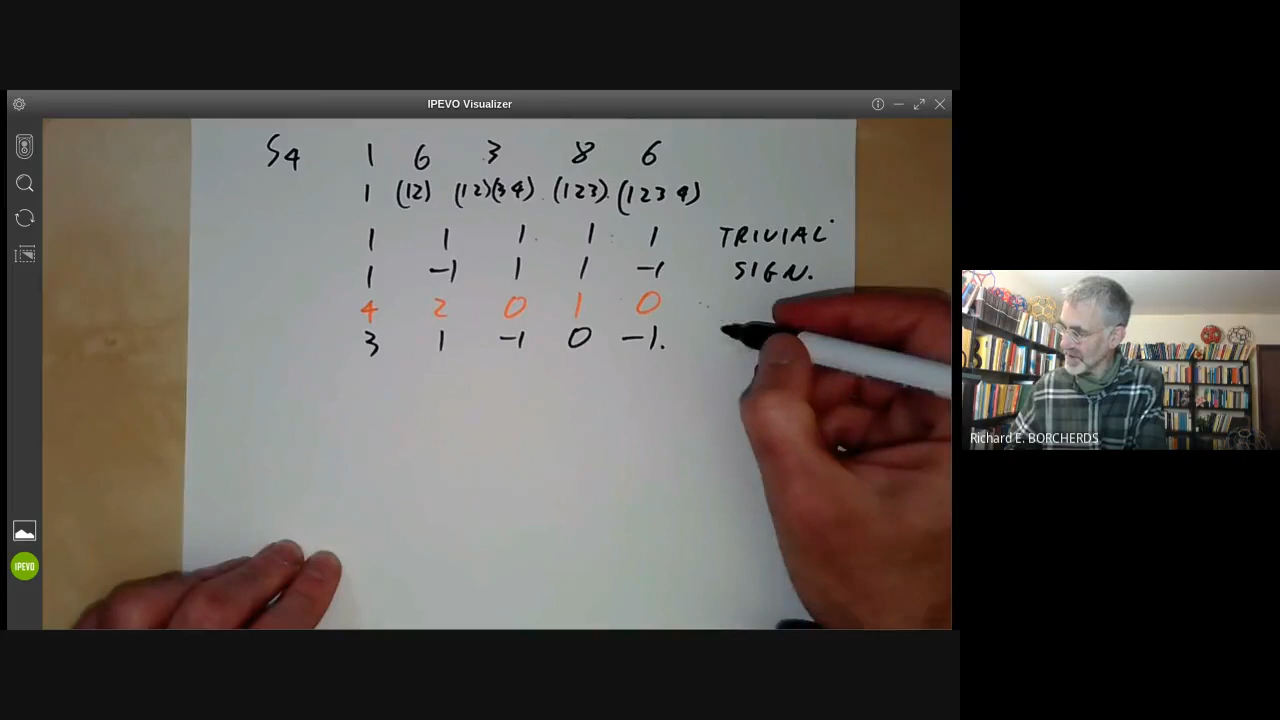 IPEVO Visualizer
S4 1 6 3 8 6
1 (12) (12)(34) (123) (1234)
1 1 1 1 1 TRIVIAL
1 -1 1 1 -1 SIGN.
4 2 0 1 0
3 1 -1 0 -1.
IPEVO
Richard E. BORCHERDS